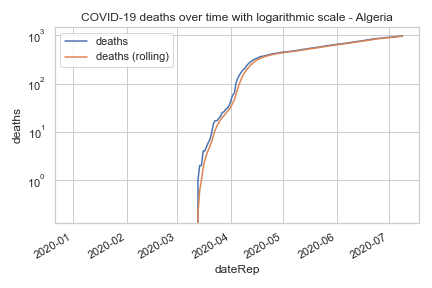 COVID-19 deaths over time with logarithmic scale - Algeria
deaths
deaths (rolling)
10³
10²
10¹
10⁰
deaths
2020-01
2020-02
2020-03
2020-04
2020-05
2020-06
2020-07
dateRep